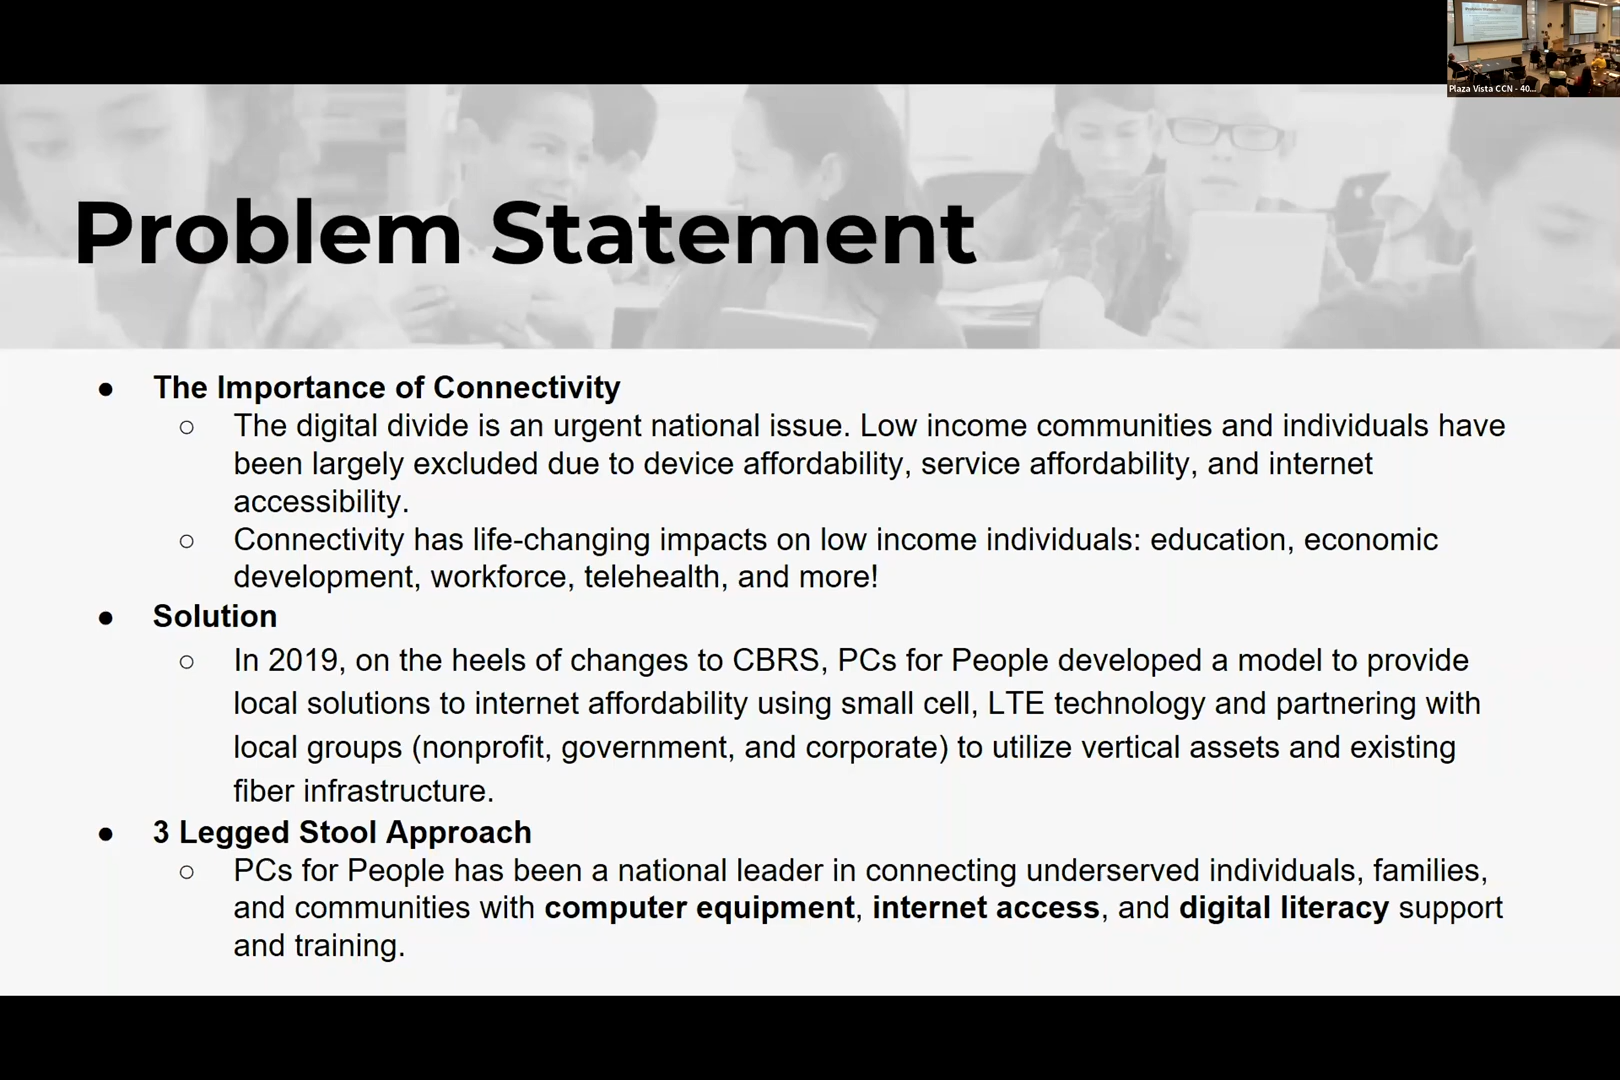 Plaza Vista CCN - 40...
Problem Statement
● The Importance of Connectivity
○ The digital divide is an urgent national issue. Low income communities and individuals have
been largely excluded due to device affordability, service affordability, and internet
accessibility.
○ Connectivity has life-changing impacts on low income individuals: education, economic
development, workforce, telehealth, and more!
● Solution
○ In 2019, on the heels of changes to CBRS, PCs for People developed a model to provide
local solutions to internet affordability using small cell, LTE technology and partnering with
local groups (nonprofit, government, and corporate) to utilize vertical assets and existing
fiber infrastructure.
● 3 Legged Stool Approach
○ PCs for People has been a national leader in connecting underserved individuals, families,
and communities with computer equipment, internet access, and digital literacy support
and training.